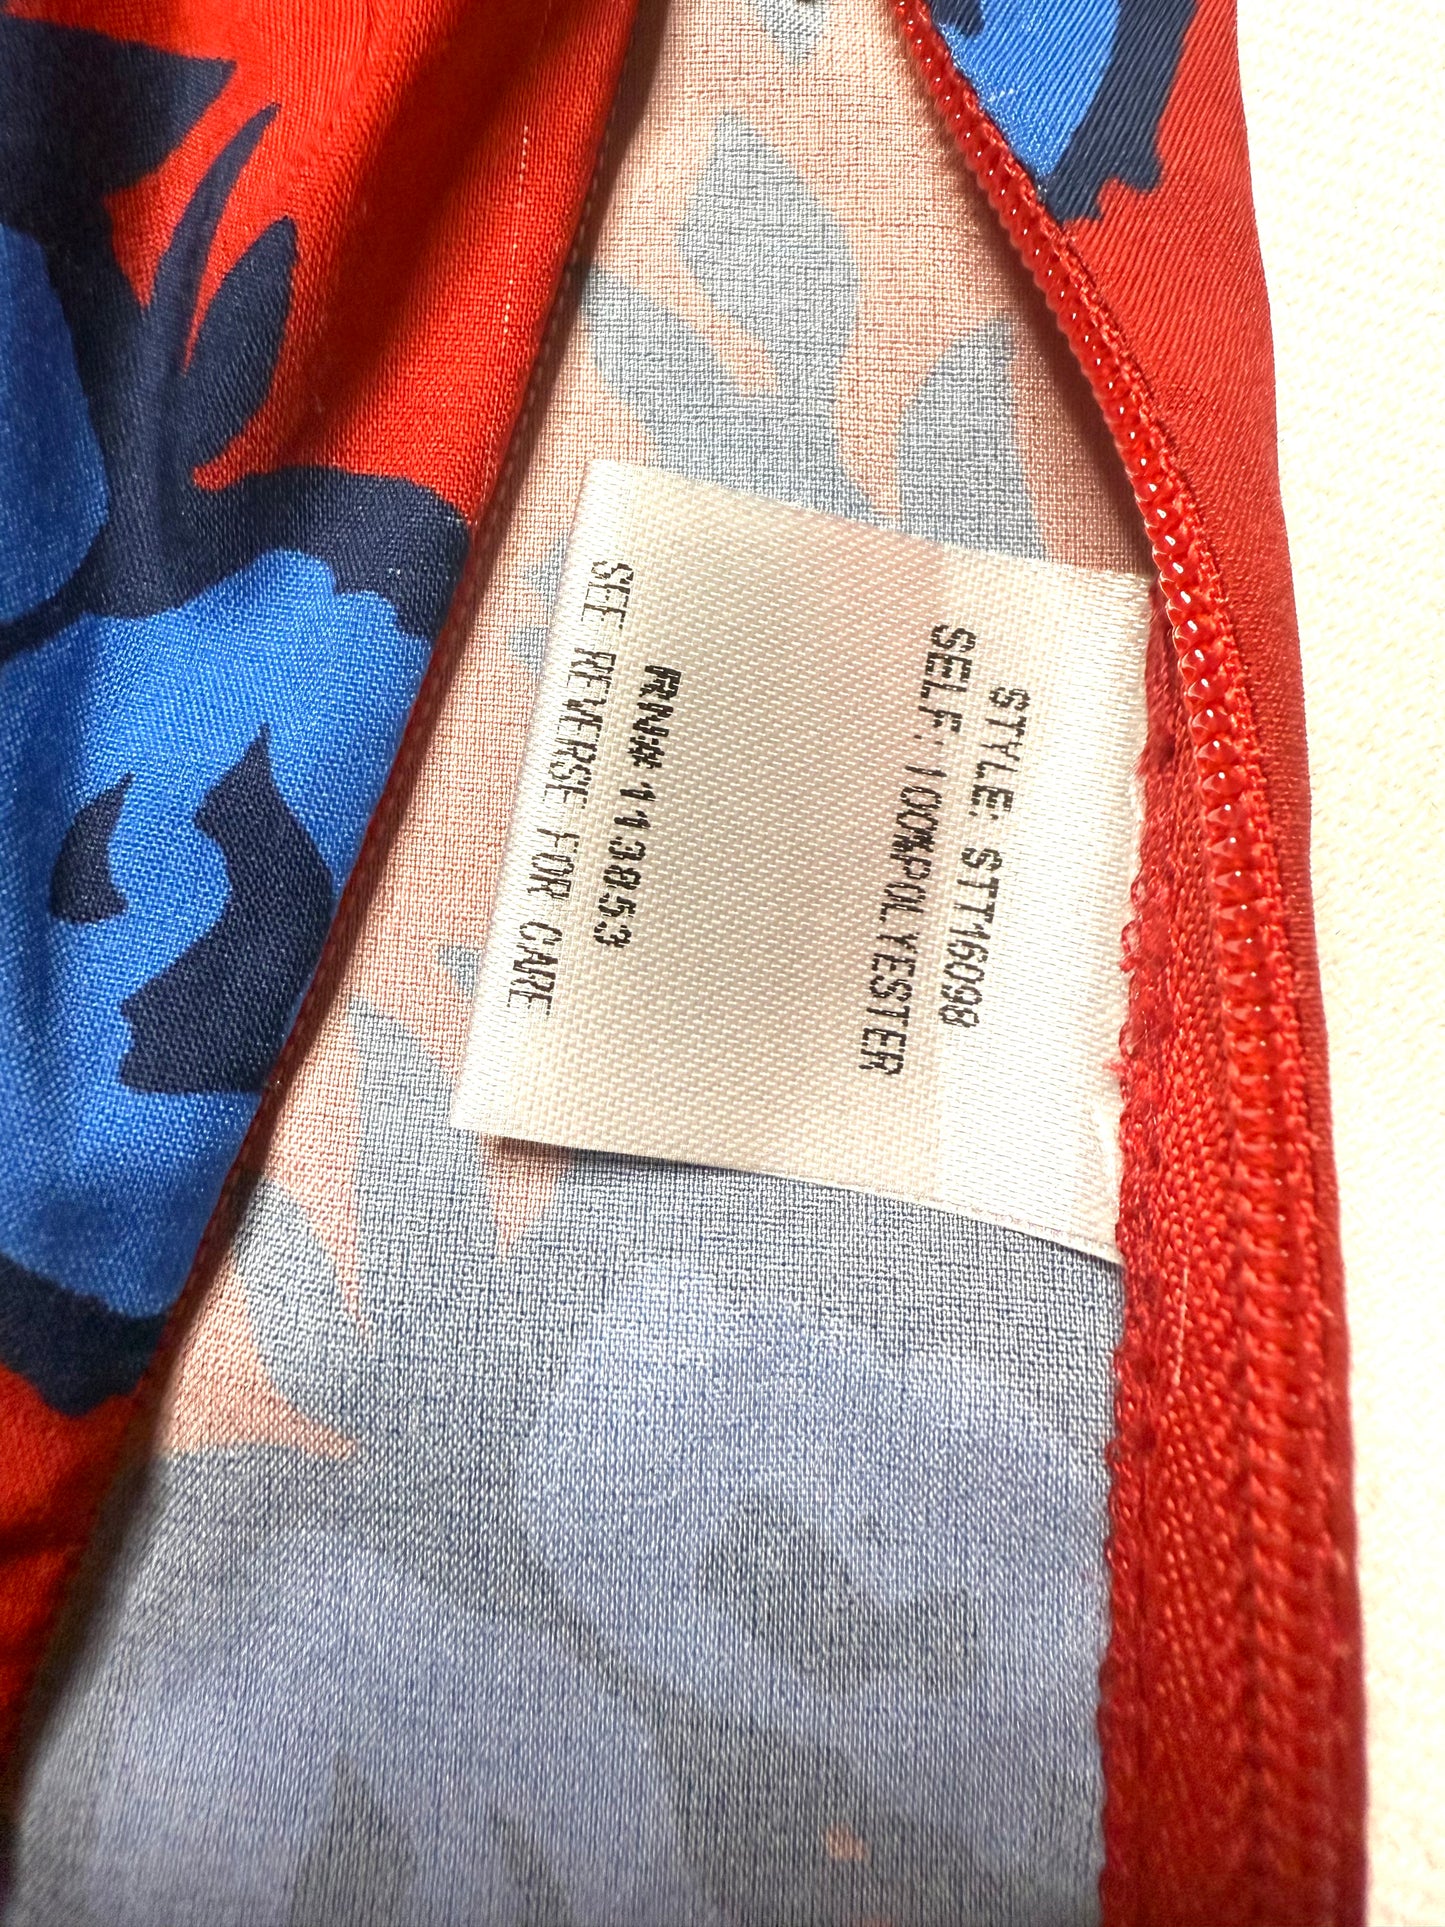 STYLE: STT16098
SELF: 100%POLYESTER
RN#113853
SEE REVERSE FOR CARE